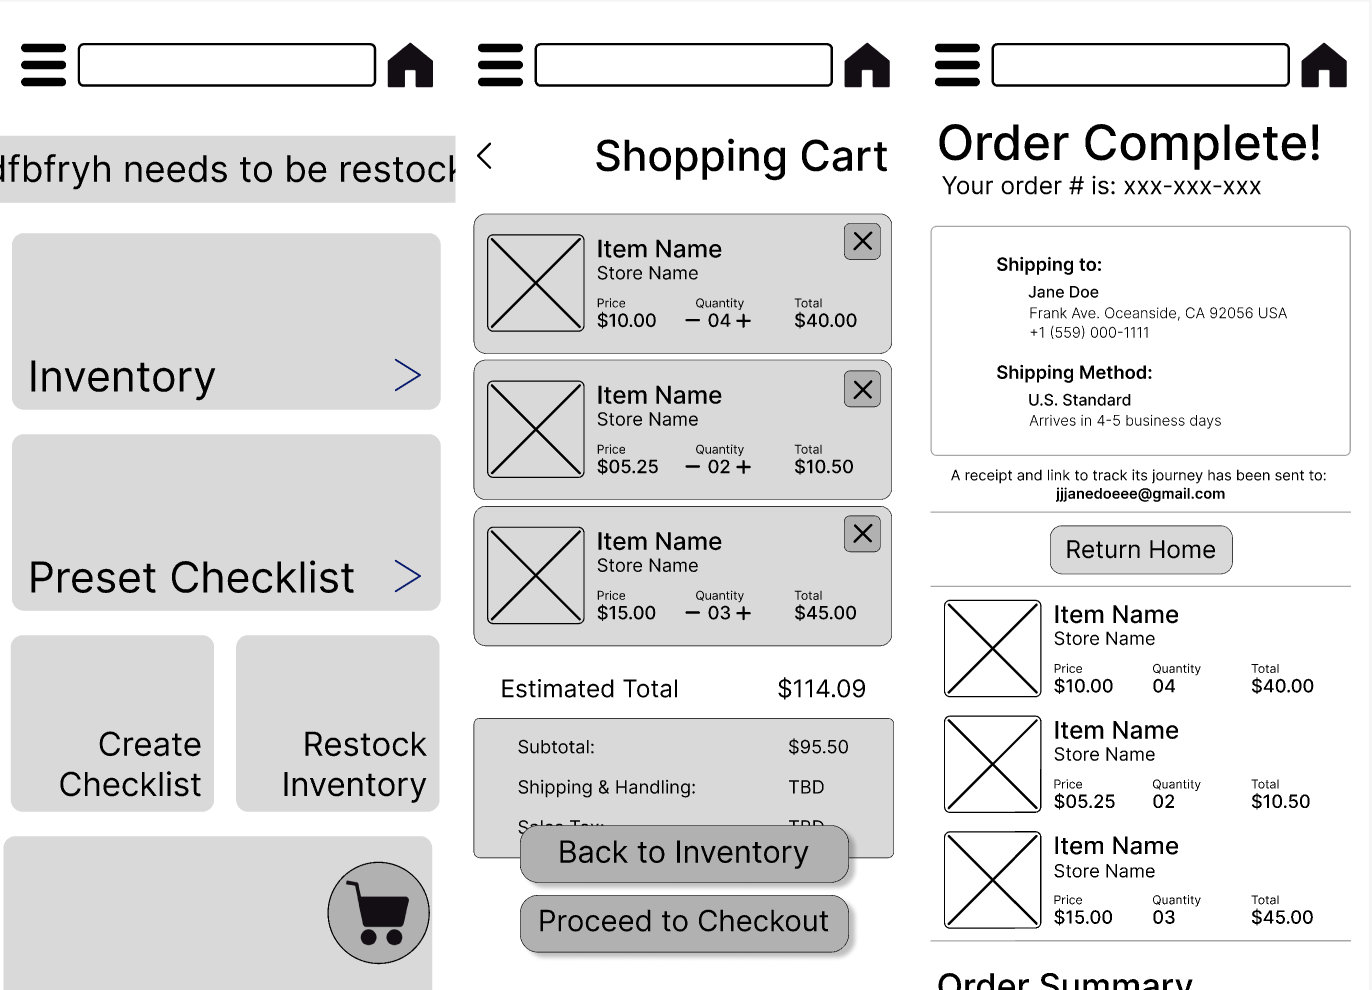 dfbfryh needs to be restock
Inventory
Preset Checklist
Create
Checklist
Restock
Inventory
Shopping Cart
Item Name
Store Name
Price Quantity Total
$10.00 − 04 + $40.00
Item Name
Store Name
Price Quantity Total
$05.25 − 02 + $10.50
Item Name
Store Name
Price Quantity Total
$15.00 − 03 + $45.00
Estimated Total $114.09
Subtotal: $95.50
Shipping & Handling: TBD
Sales Tax: TBD
Back to Inventory
Proceed to Checkout
Order Complete!
Your order # is: xxx-xxx-xxx
Shipping to:
Jane Doe
Frank Ave. Oceanside, CA 92056 USA
+1 (559) 000-1111
Shipping Method:
U.S. Standard
Arrives in 4-5 business days
A receipt and link to track its journey has been sent to:
jjjanedoeee@gmail.com
Return Home
Item Name
Store Name
Price Quantity Total
$10.00 04 $40.00
Item Name
Store Name
Price Quantity Total
$05.25 02 $10.50
Item Name
Store Name
Price Quantity Total
$15.00 03 $45.00
Order Summary